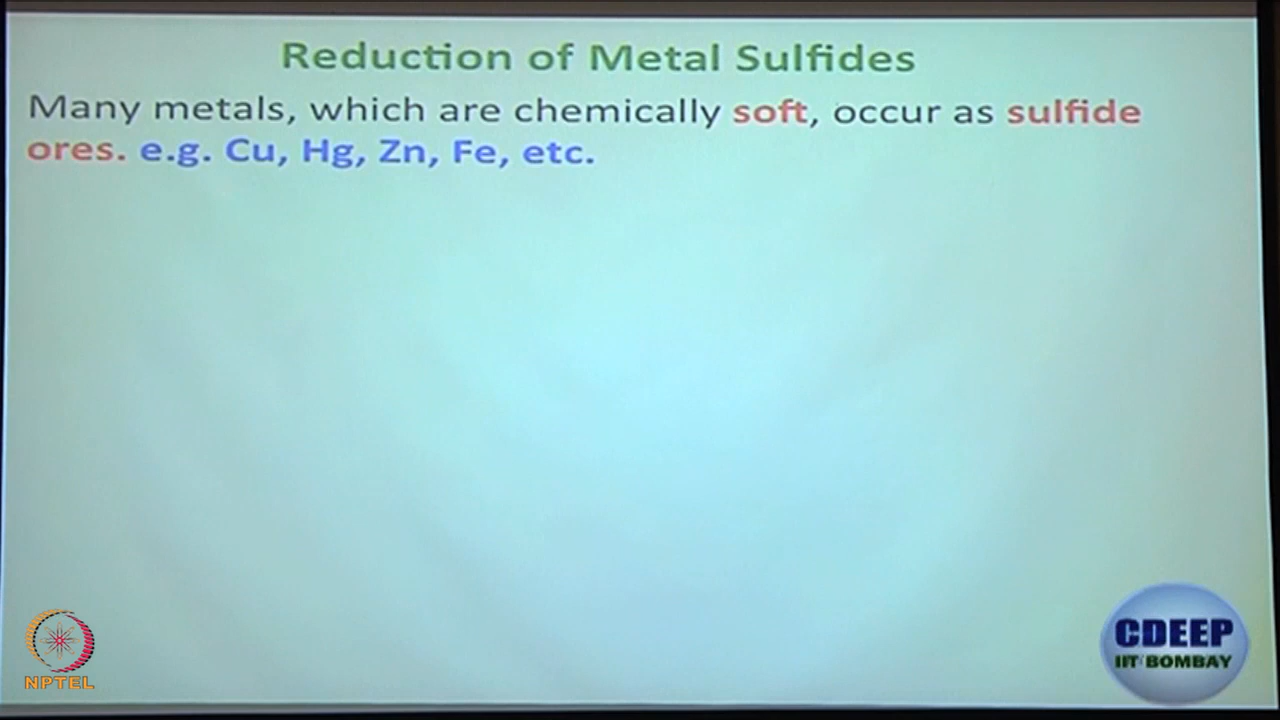 Reduction of Metal Sulfides
Many metals, which are chemically soft, occur as sulfide
ores. e.g. Cu, Hg, Zn, Fe, etc.
NPTEL
CDEEP
IIT BOMBAY